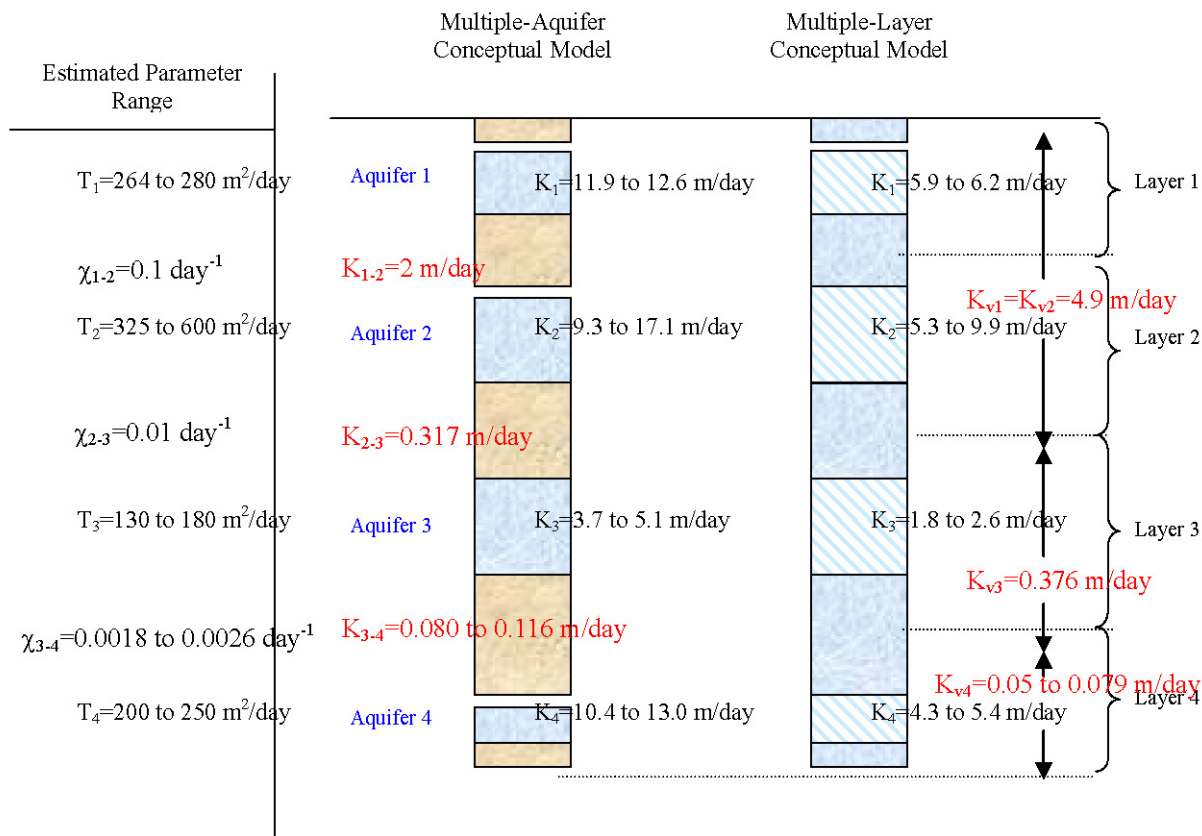 Multiple-Aquifer
Conceptual Model
Multiple-Layer
Conceptual Model
Estimated Parameter
Range
T₁=264 to 280 m²/day
Aquifer 1
K₁=11.9 to 12.6 m/day
K₁=5.9 to 6.2 m/day
Layer 1
χ₁₋₂=0.1 day⁻¹
K₁₋₂=2 m/day
Kᵥ₁=Kᵥ₂=4.9 m/day
T₂=325 to 600 m²/day
Aquifer 2
K₂=9.3 to 17.1 m/day
K₂=5.3 to 9.9 m/day
Layer 2
χ₂₋₃=0.01 day⁻¹
K₂₋₃=0.317 m/day
T₃=130 to 180 m²/day
Aquifer 3
K₃=3.7 to 5.1 m/day
K₃=1.8 to 2.6 m/day
Layer 3
Kᵥ₃=0.376 m/day
χ₃₋₄=0.0018 to 0.0026 day⁻¹
K₃₋₄=0.080 to 0.116 m/day
Kᵥ₄=0.05 to 0.079 m/day
T₄=200 to 250 m²/day
Aquifer 4
K₄=10.4 to 13.0 m/day
K₄=4.3 to 5.4 m/day
Layer 4